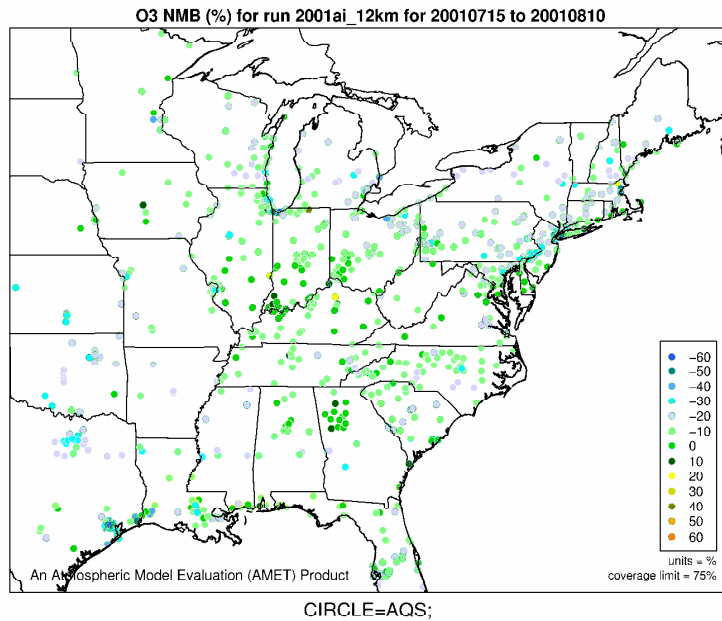 O3 NMB (%) for run 2001ai_12km for 20010715 to 20010810
−60
−50
−40
−30
−20
−10
0
10
20
30
40
50
60
units = %
coverage limit = 75%
An Atmospheric Model Evaluation (AMET) Product
CIRCLE=AQS;